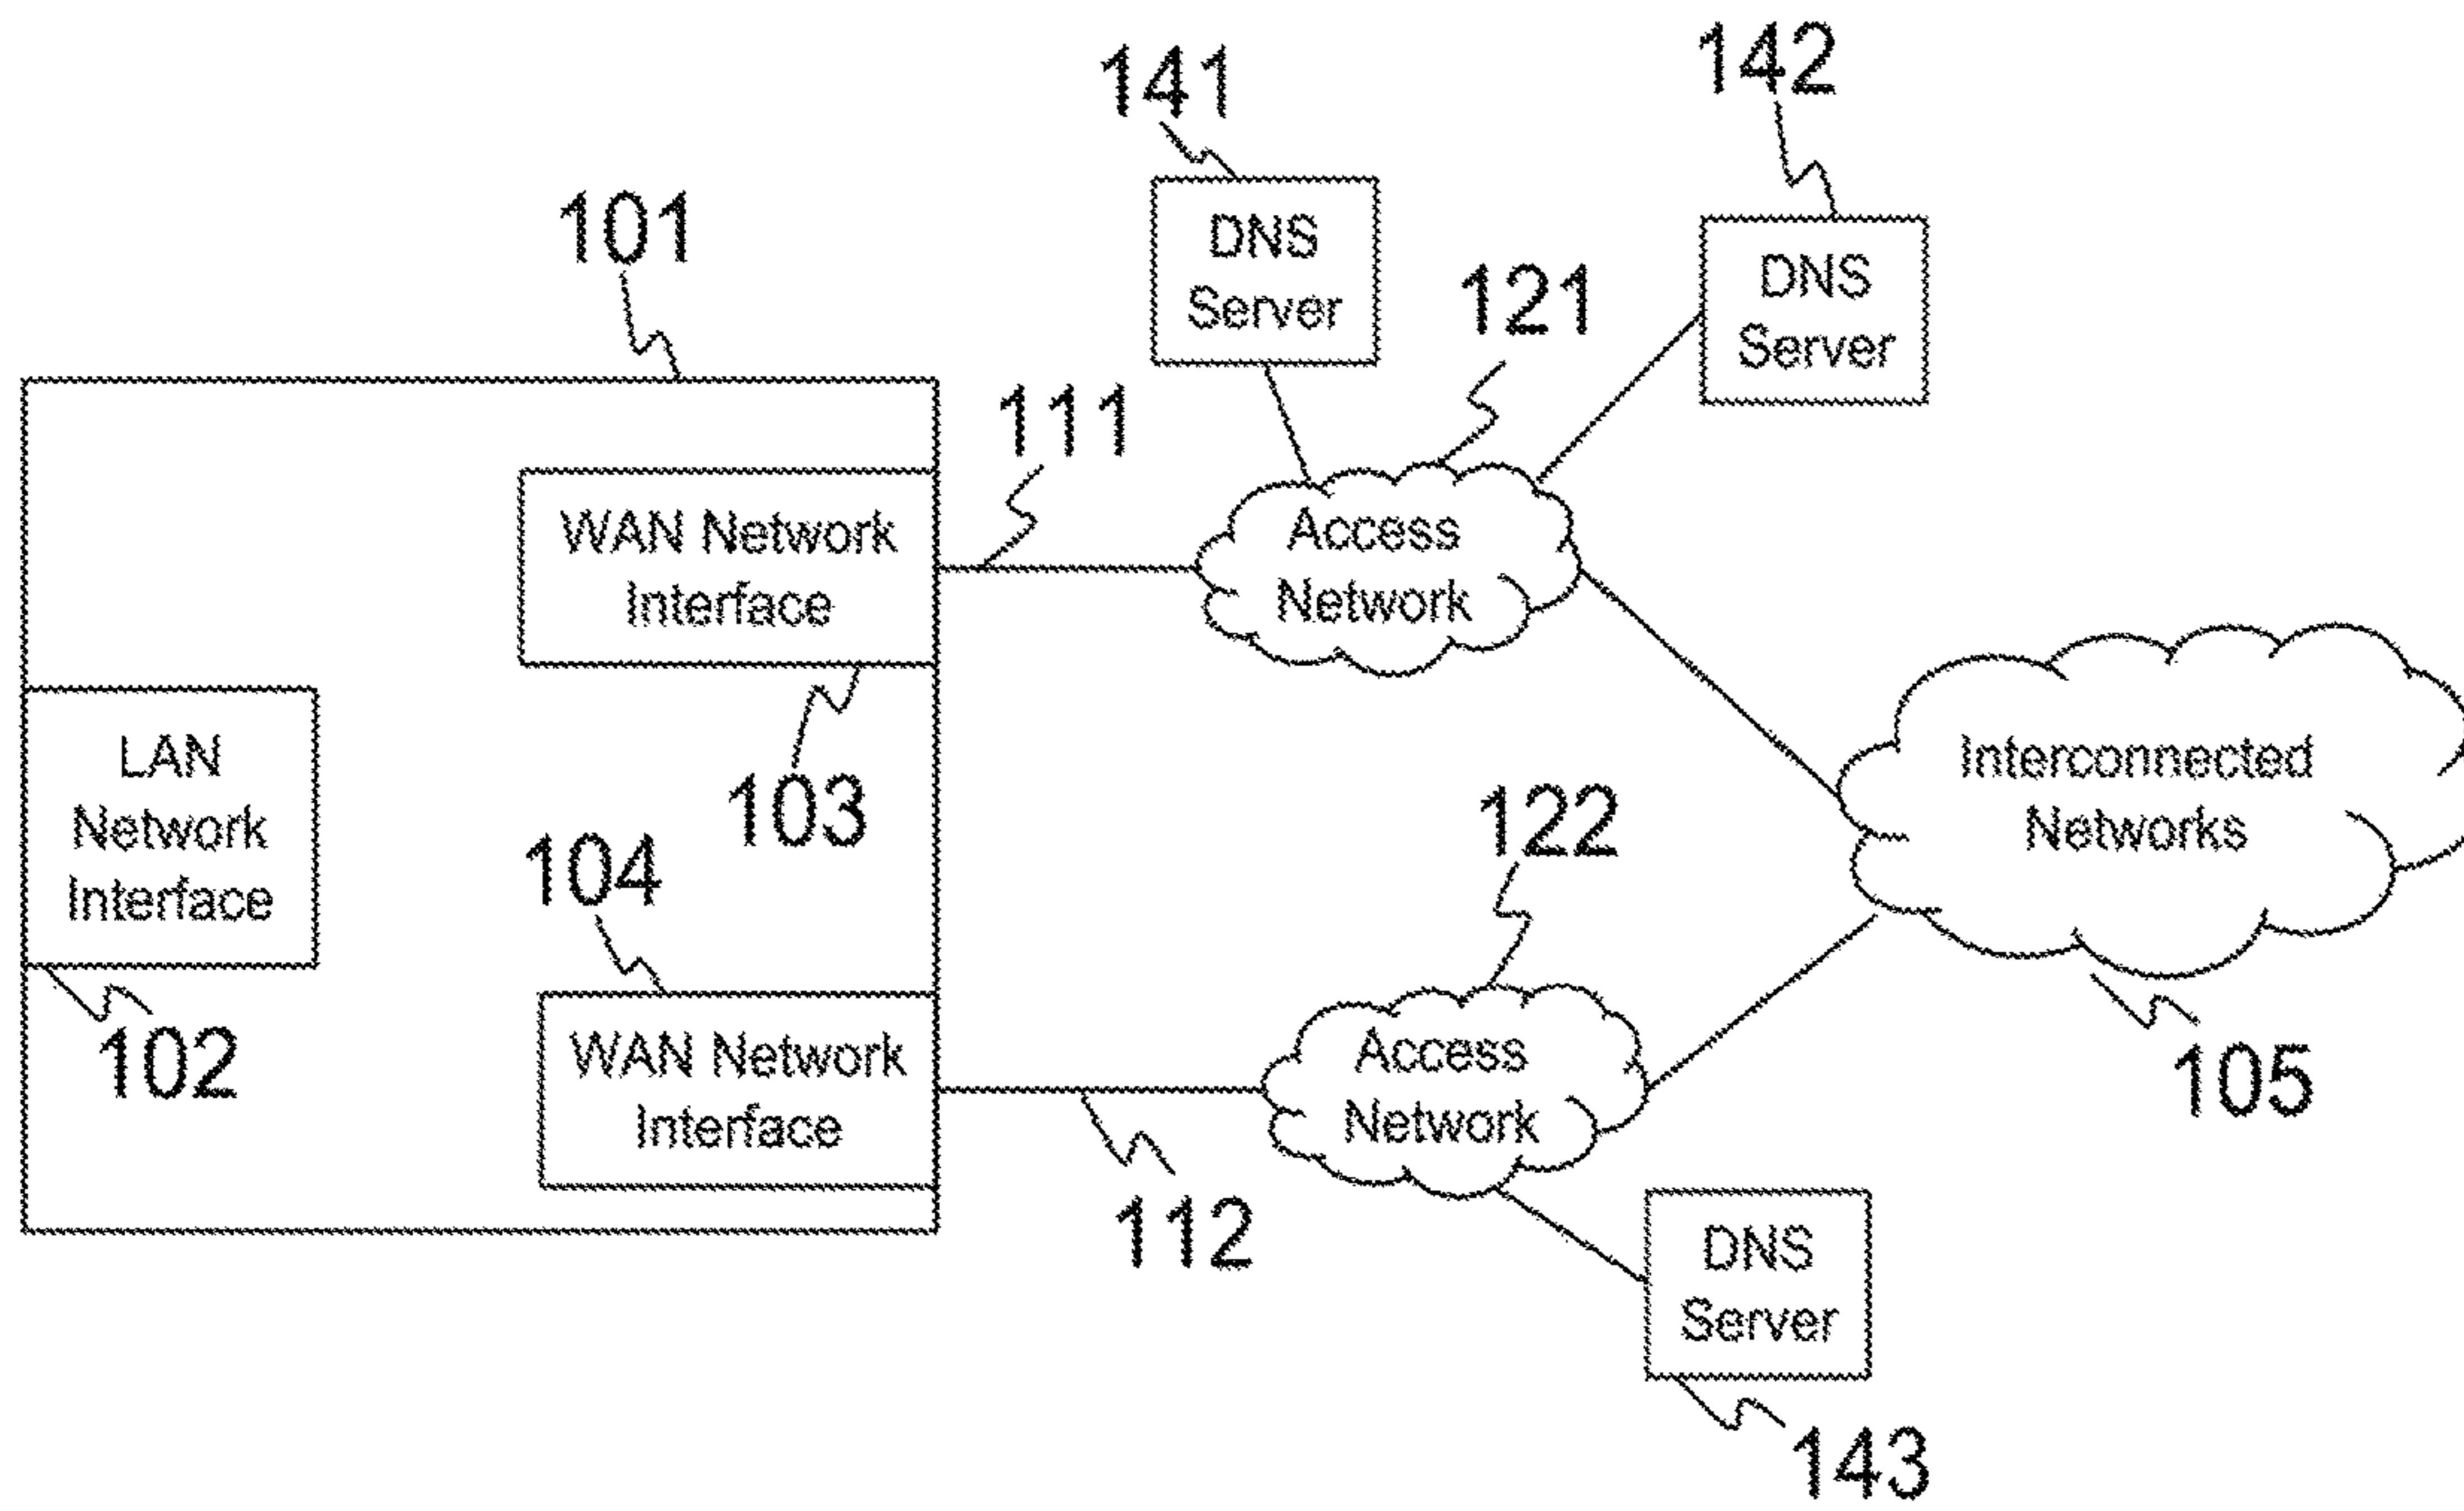 142
141
DNS
Server
101
DNS
Server
121
111
WAN Network
Interface
Access
Network
LAN
Network
Interface
103
Interconnected
Networks
104
122
102
WAN Network
Interface
Access
Network
105
112
DNS
Server
143